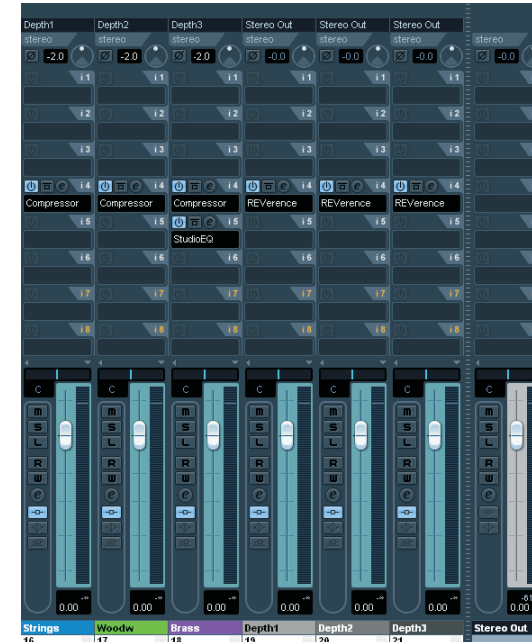 Depth1 Depth2 Depth3 Stereo Out Stereo Out Stereo Out
stereo stereo stereo stereo stereo stereo stereo
-2.0 -2.0 -2.0 -0.0 -0.0 -0.0 -0.0
i 1 i 1 i 1 i 1 i 1 i 1
i 2 i 2 i 2 i 2 i 2 i 2
i 3 i 3 i 3 i 3 i 3 i 3
e i 4 e i 4 e i 4 e i 4 e i 4 e i 4
Compressor Compressor Compressor REVerence REVerence REVerence
i 5 i 5 e i 5 i 5 i 5 i 5
StudioEQ
i 6 i 6 i 6 i 6 i 6 i 6
i 7 i 7 i 7 i 7 i 7 i 7
i 8 i 8 i 8 i 8 i 8 i 8
C C C C C C C
m m m m m m m
S S S S S S S
L L L L L L L
R R R R R R R
W W W W W W W
e e e e e e e
-∞ -∞ -∞ -∞ -∞ -∞
0.00 0.00 0.00 0.00 0.00 0.00 0.00
Strings Woodw Brass Depth1 Depth2 Depth3 Stereo Out
16 17 18 19 20 21